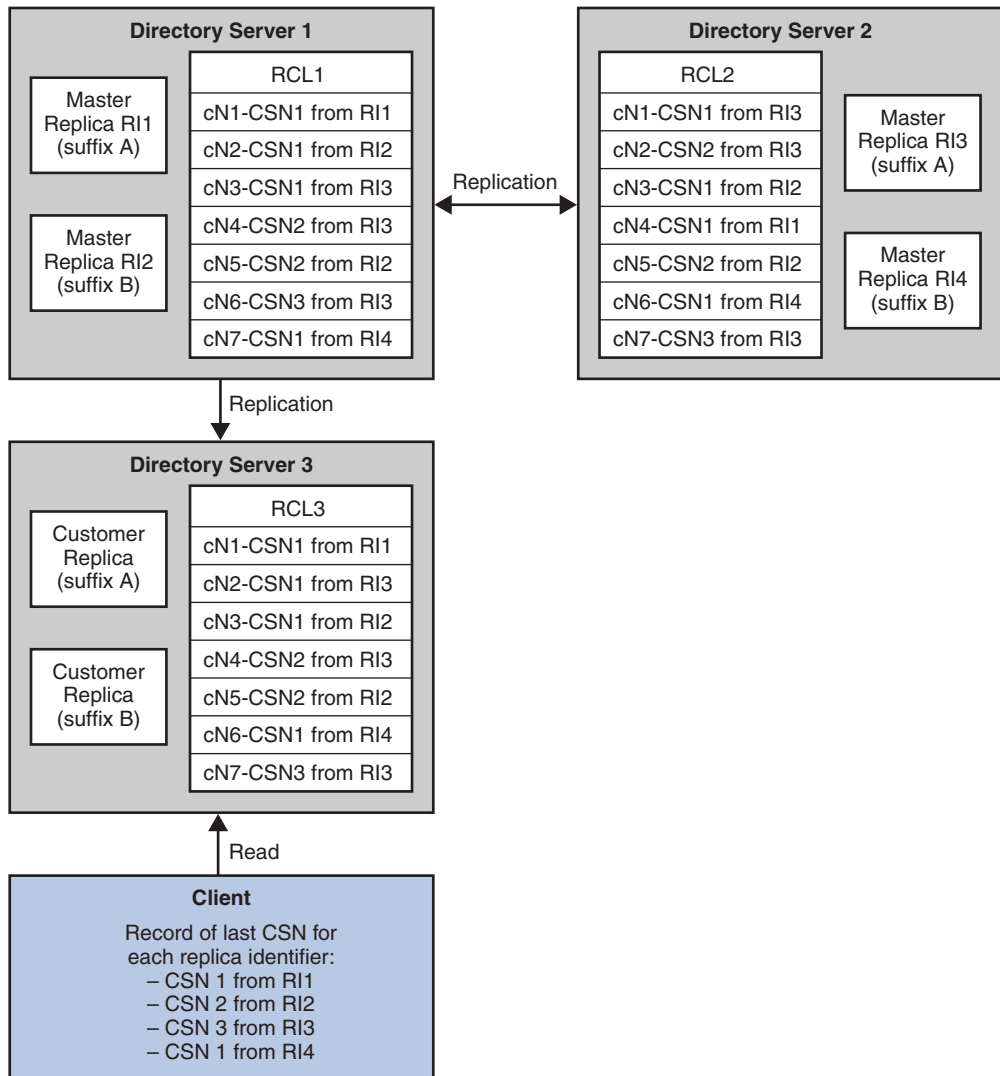 Directory Server 1
Master
Replica RI1
(suffix A)
Master
Replica RI2
(suffix B)
RCL1
cN1-CSN1 from RI1
cN2-CSN1 from RI2
cN3-CSN1 from RI3
cN4-CSN2 from RI3
cN5-CSN2 from RI2
cN6-CSN3 from RI3
cN7-CSN1 from RI4
Replication
Directory Server 2
RCL2
cN1-CSN1 from RI3
cN2-CSN2 from RI3
cN3-CSN1 from RI2
cN4-CSN1 from RI1
cN5-CSN2 from RI2
cN6-CSN1 from RI4
cN7-CSN3 from RI3
Master
Replica RI3
(suffix A)
Master
Replica RI4
(suffix B)
Replication
Directory Server 3
Customer
Replica
(suffix A)
Customer
Replica
(suffix B)
RCL3
cN1-CSN1 from RI1
cN2-CSN1 from RI3
cN3-CSN1 from RI2
cN4-CSN2 from RI3
cN5-CSN2 from RI2
cN6-CSN1 from RI4
cN7-CSN3 from RI3
Read
Client
Record of last CSN for
each replica identifier:
– CSN 1 from RI1
– CSN 2 from RI2
– CSN 3 from RI3
– CSN 1 from RI4